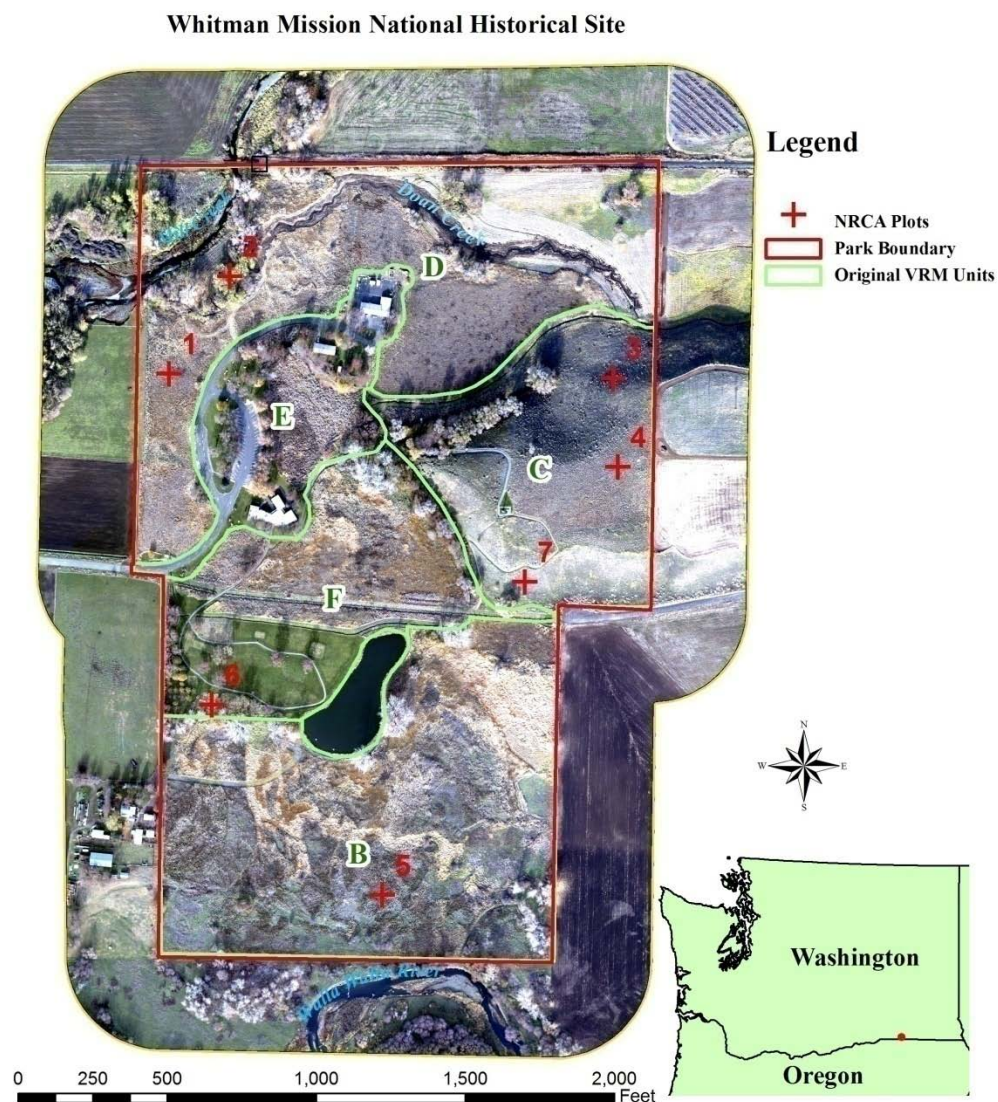 Whitman Mission National Historical Site
Legend
NRCA Plots
Park Boundary
Original VRM Units
Doan Creek
2
D
1
3
E
4
C
7
F
6
B
5
Walla Walla River
N
W
E
S
Washington
Oregon
0 250 500 1,000 1,500 2,000
Feet